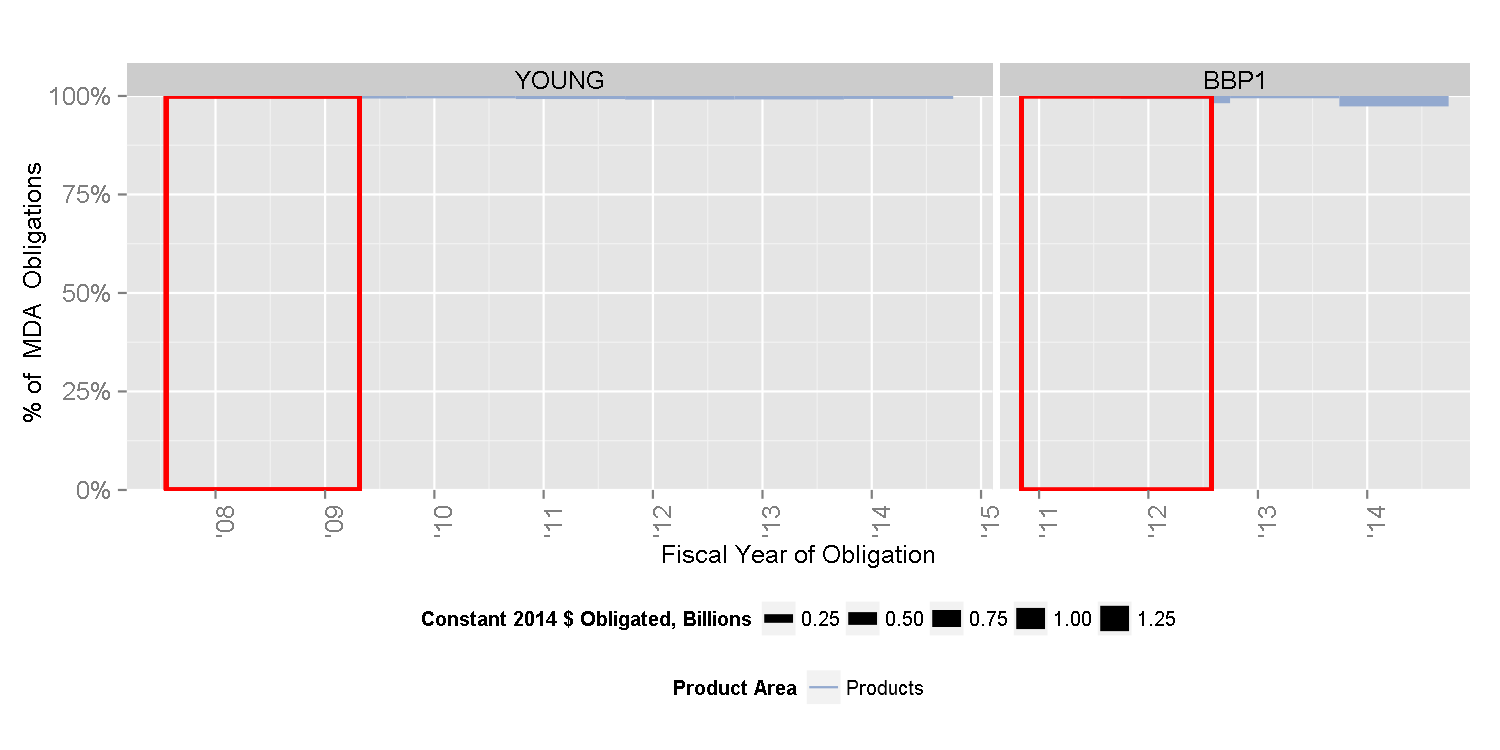 YOUNG
BBP1
100%
75%
50%
25%
0%
% of MDA Obligations
'08
'09
'10
'11
'12
'13
'14
'15
'11
'12
'13
'14
Fiscal Year of Obligation
Constant 2014 $ Obligated, Billions 0.25 0.50 0.75 1.00 1.25
Product Area Products